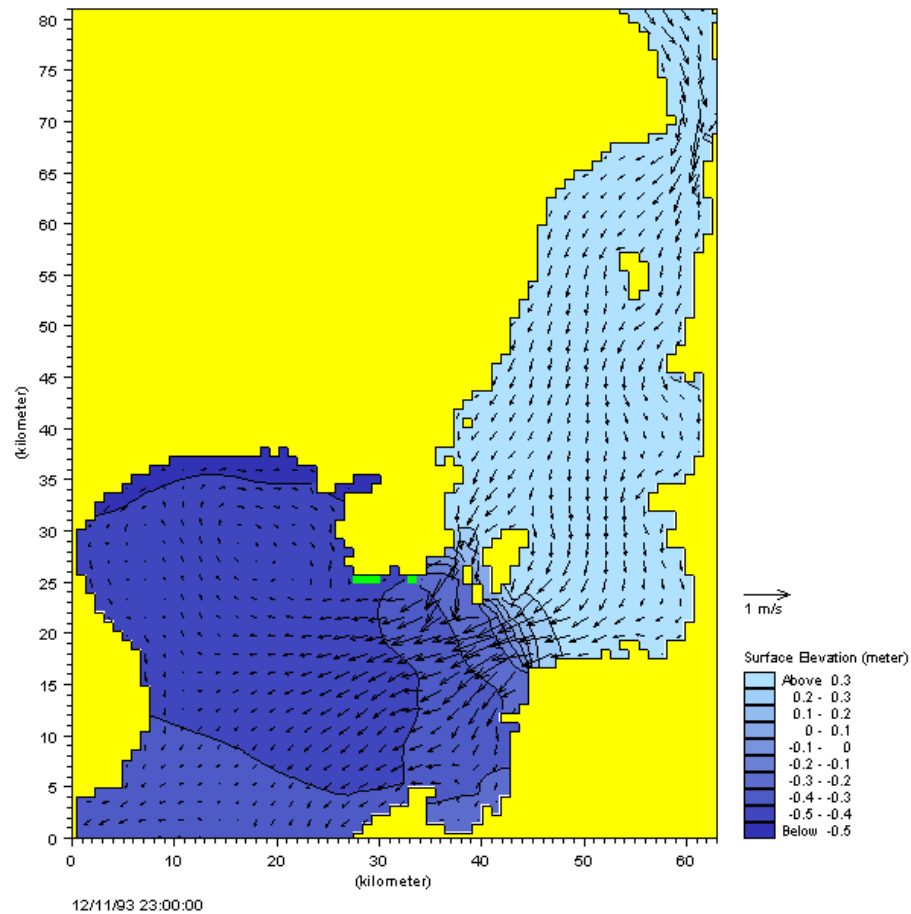 80
75
70
65
60
55
50
45
40
35
30
25
20
15
10
5
0
(kilometer)
0 10 20 30 40 50 60
(kilometer)
12/11/93 23:00:00
1 m/s
Surface Elevation (meter)
Above 0.3
0.2 - 0.3
0.1 - 0.2
0 - 0.1
-0.1 - 0
-0.2 - -0.1
-0.3 - -0.2
-0.4 - -0.3
-0.5 - -0.4
Below -0.5